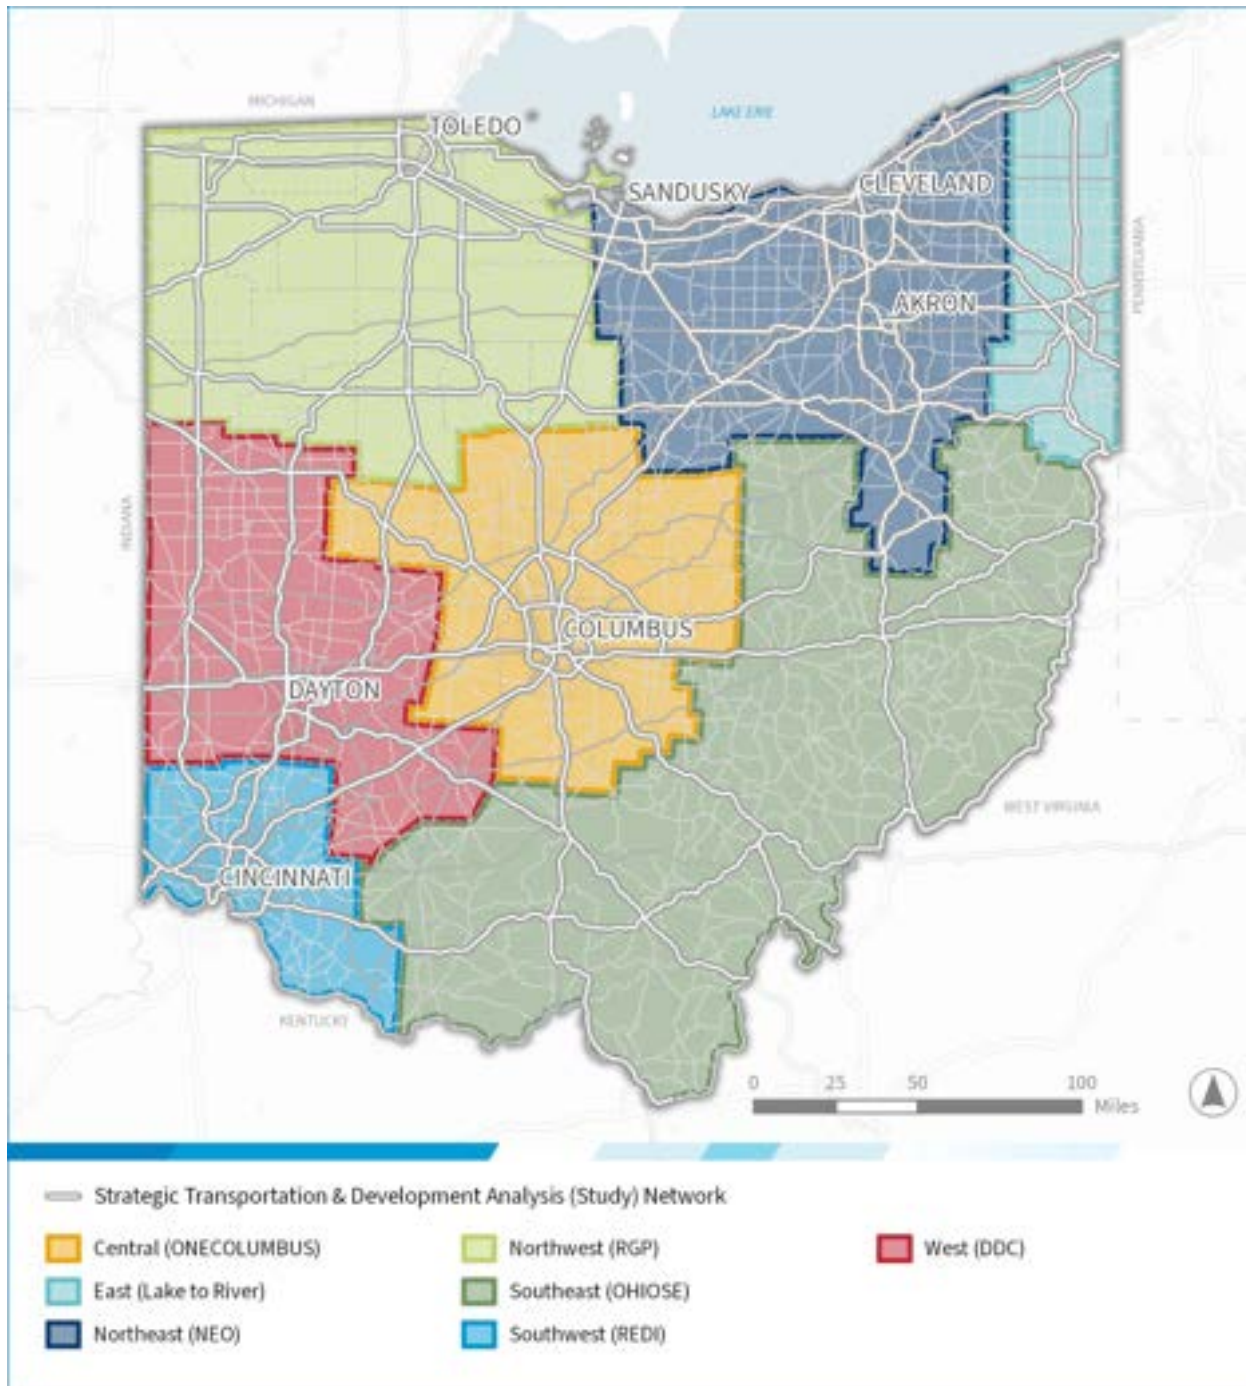 MICHIGAN
LAKE ERIE
TOLEDO
SANDUSKY
CLEVELAND
PENNSYLVANIA
AKRON
INDIANA
COLUMBUS
DAYTON
WEST VIRGINIA
CINCINNATI
KENTUCKY
0 25 50 100
Miles
Strategic Transportation & Development Analysis (Study) Network
Central (ONECOLUMBUS)
Northwest (RGP)
West (DDC)
East (Lake to River)
Southeast (OHIOSE)
Northeast (NEO)
Southwest (REDI)